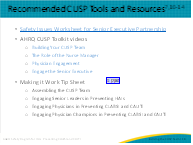 Recommended CUSP Tools and Resources
• Safety Issues Worksheet for Senior Executive Partnership
• AHRQ CUSP Toolkit videos
o Building Your CUSP Team
o The Role of the Nurse Manager
o Physician Engagement
o Engage the Senior Executive
• Making It Work Tip Sheet
o Assembling the CUSP Team
o Engaging Senior Leaders in Preventing HAIs
o Engaging Physicians in Preventing CLABSI and CAUTI
o Engaging Physician Champions in Preventing CLABSI and CAUTI